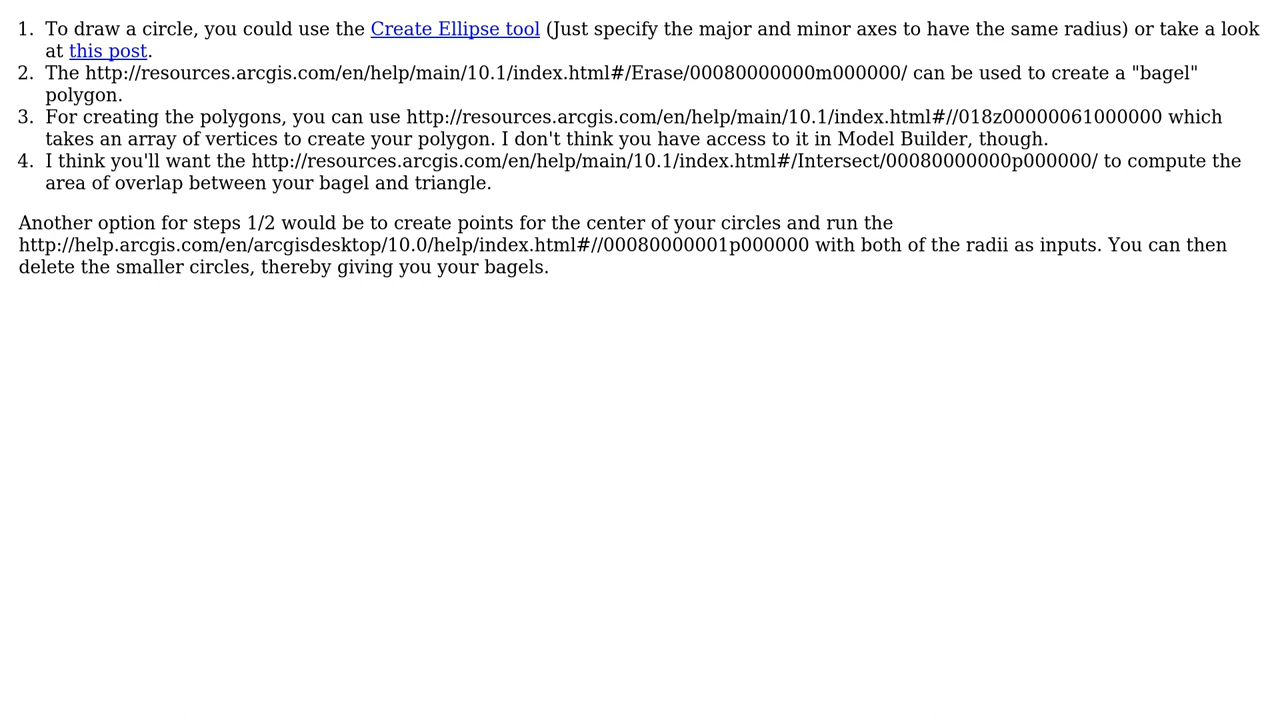 1. To draw a circle, you could use the Create Ellipse tool (Just specify the major and minor axes to have the same radius) or take a look
at this post.
2. The http://resources.arcgis.com/en/help/main/10.1/index.html#/Erase/00080000000m000000/ can be used to create a "bagel"
polygon.
3. For creating the polygons, you can use http://resources.arcgis.com/en/help/main/10.1/index.html#//018z00000061000000 which
takes an array of vertices to create your polygon. I don't think you have access to it in Model Builder, though.
4. I think you'll want the http://resources.arcgis.com/en/help/main/10.1/index.html#/Intersect/00080000000p000000/ to compute the
area of overlap between your bagel and triangle.
Another option for steps 1/2 would be to create points for the center of your circles and run the
http://help.arcgis.com/en/arcgisdesktop/10.0/help/index.html#//00080000001p000000 with both of the radii as inputs. You can then
delete the smaller circles, thereby giving you your bagels.